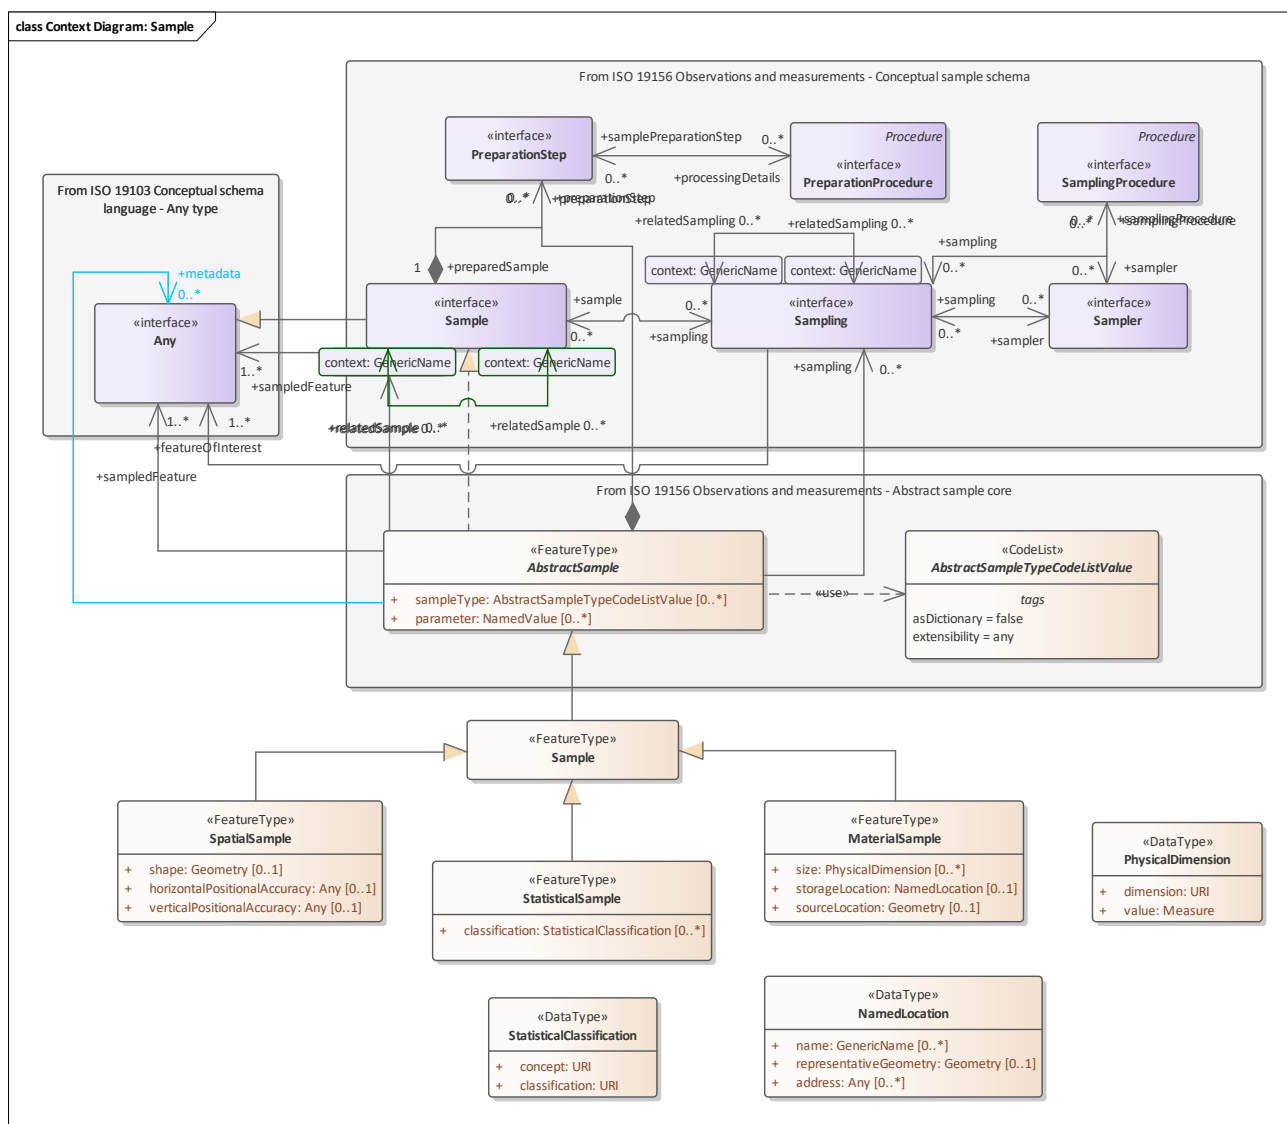 class Context Diagram: Sample
From ISO 19156 Observations and measurements - Conceptual sample schema
«interface»
PreparationStep
+samplePreparationStep
0..*
0..*
+processingDetails
Procedure
«interface»
PreparationProcedure
Procedure
«interface»
SamplingProcedure
From ISO 19103 Conceptual schema
language - Any type
0..*
+preparationStep
+preparationStep
+relatedSampling 0..*
+relatedSampling 0..*
0..*
0..*
+samplingProcedure
+samplingProcedure
+metadata
0..*
1
+preparedSample
context: GenericName
context: GenericName
+sampling
0..*
0..*
+sampler
«interface»
Any
«interface»
Sample
+sample
0..*
0..*
+sampling
«interface»
Sampling
+sampling
0..*
0..*
+sampler
«interface»
Sampler
1..*
+sampledFeature
context: GenericName
context: GenericName
+sampling
0..*
1..*
1..*
+featureOfInterest
+sampledFeature
+relatedSample 0..*
+relatedSample 0..*
+relatedSample 0..*
From ISO 19156 Observations and measurements - Abstract sample core
«FeatureType»
AbstractSample
+ sampleType: AbstractSampleTypeCodeListValue [0..*]
+ parameter: NamedValue [0..*]
«use»
«CodeList»
AbstractSampleTypeCodeListValue
tags
asDictionary = false
extensibility = any
«FeatureType»
Sample
«FeatureType»
SpatialSample
+ shape: Geometry [0..1]
+ horizontalPositionalAccuracy: Any [0..1]
+ verticalPositionalAccuracy: Any [0..1]
«FeatureType»
StatisticalSample
+ classification: StatisticalClassification [0..*]
«FeatureType»
MaterialSample
+ size: PhysicalDimension [0..*]
+ storageLocation: NamedLocation [0..1]
+ sourceLocation: Geometry [0..1]
«DataType»
PhysicalDimension
+ dimension: URI
+ value: Measure
«DataType»
StatisticalClassification
+ concept: URI
+ classification: URI
«DataType»
NamedLocation
+ name: GenericName [0..*]
+ representativeGeometry: Geometry [0..1]
+ address: Any [0..*]